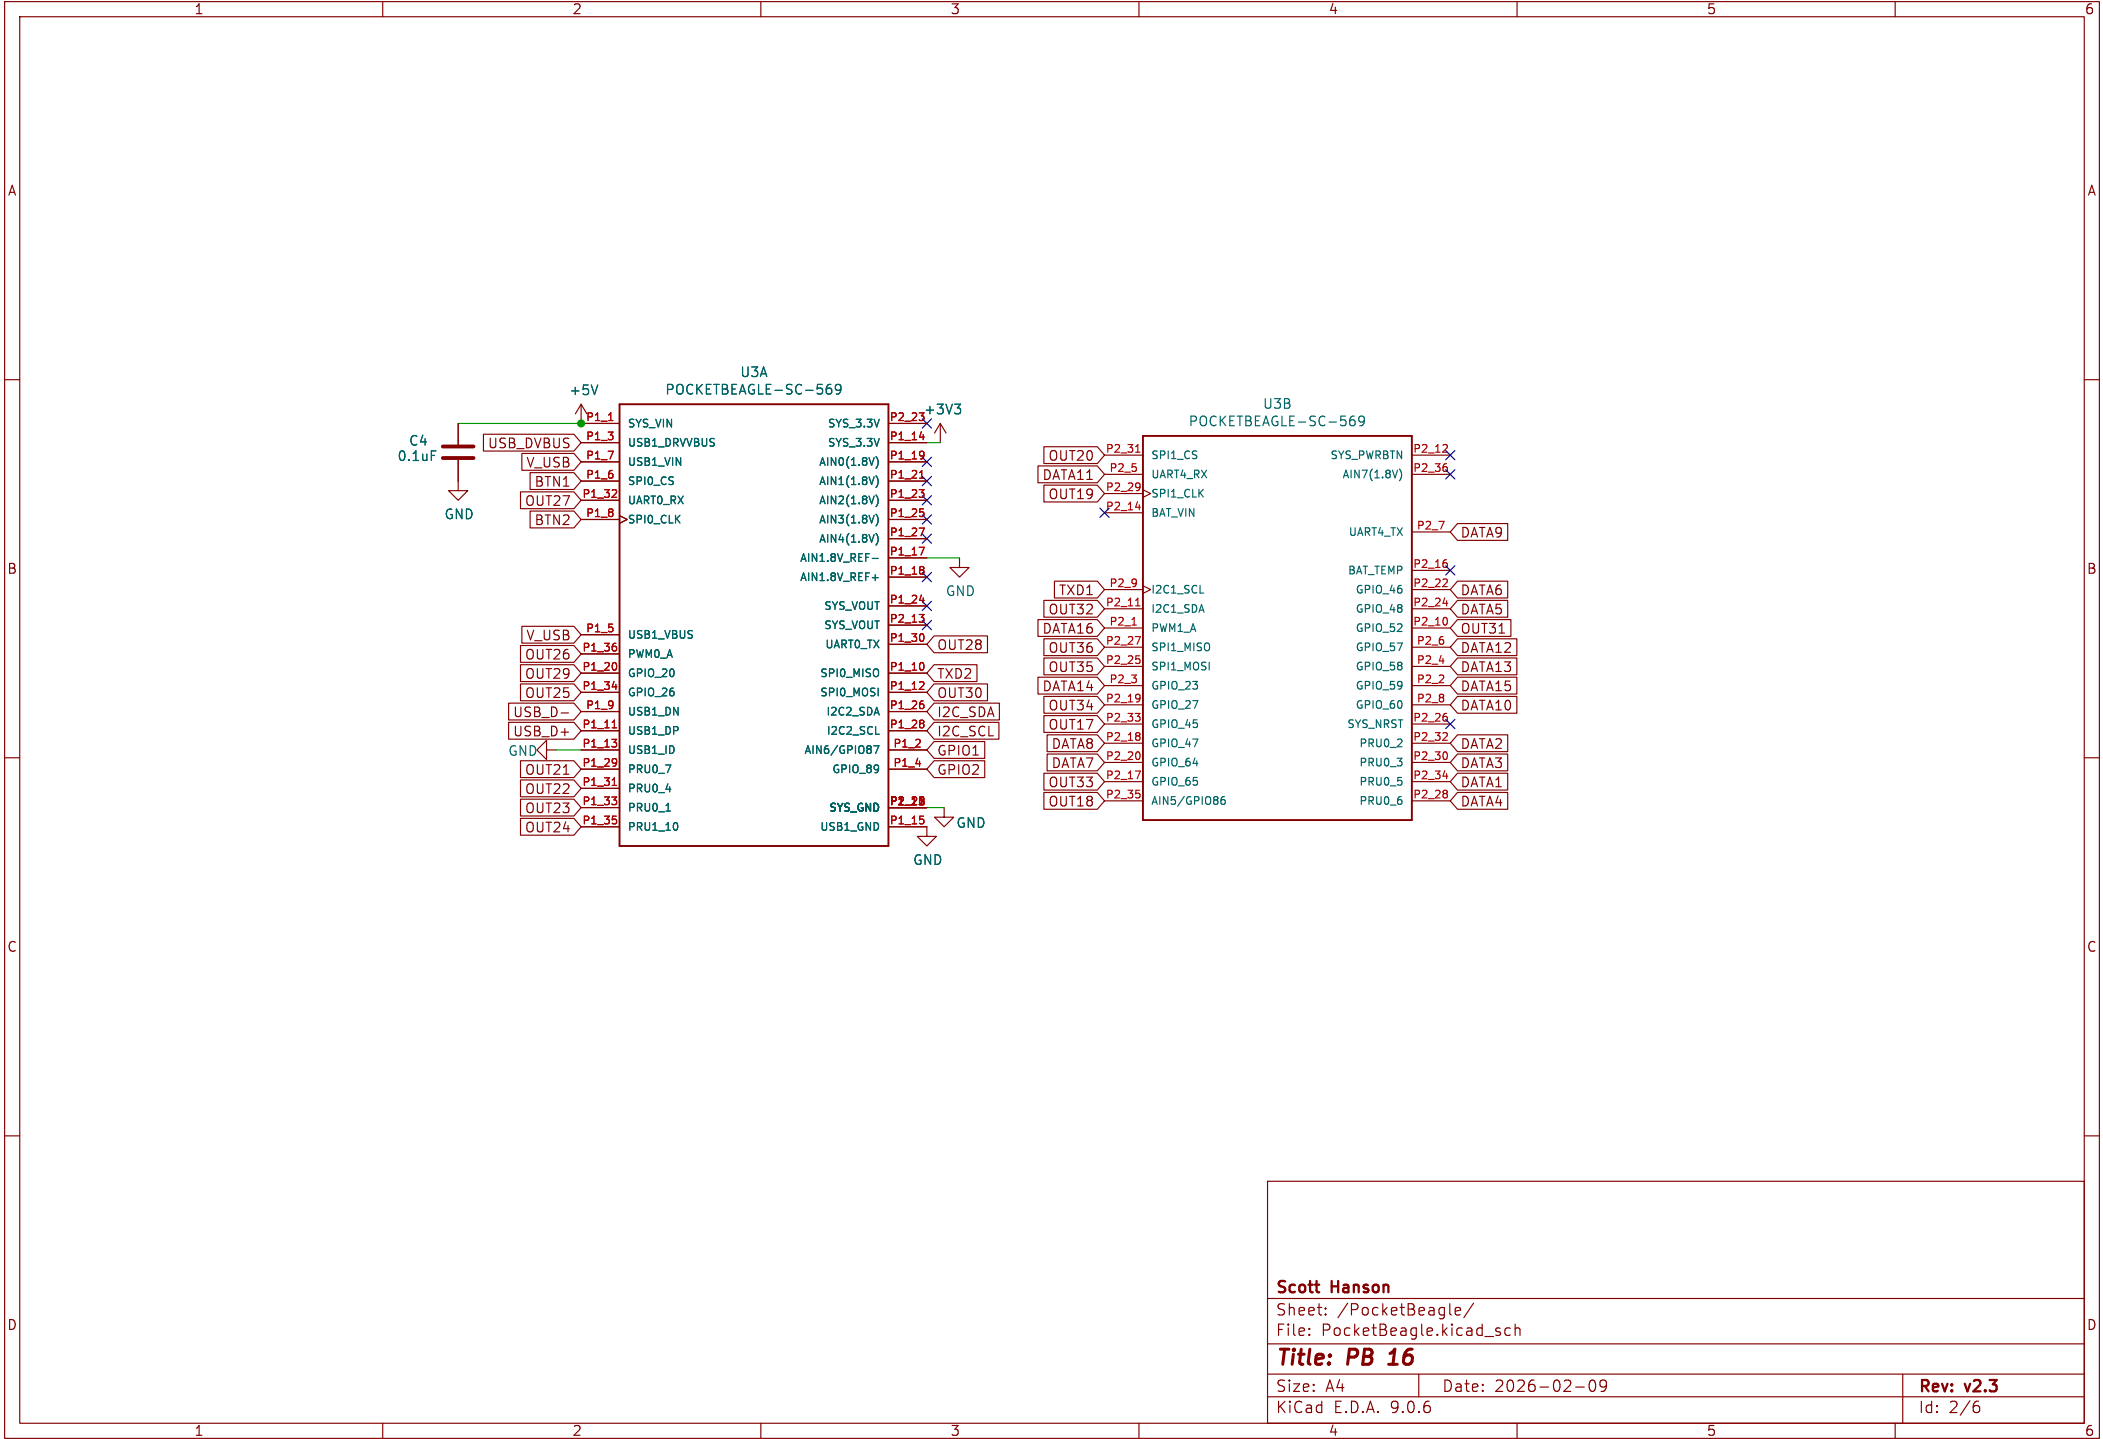 1 2 3 4 5 6
A A
B B
C C
D D
U3A
POCKETBEAGLE-SC-569
+5V
C4
0.1uF
GND
P1_1 SYS_VIN
USB_DVBUS P1_3 USB1_DRVVBUS
V_USB P1_7 USB1_VIN
BTN1 P1_6 SPI0_CS
OUT27 P1_32 UART0_RX
BTN2 P1_8 SPI0_CLK
V_USB P1_5 USB1_VBUS
OUT26 P1_36 PWM0_A
OUT29 P1_20 GPIO_20
OUT25 P1_34 GPIO_26
USB_D- P1_9 USB1_DN
USB_D+ P1_11 USB1_DP
GND P1_13 USB1_ID
OUT21 P1_29 PRU0_7
OUT22 P1_31 PRU0_4
OUT23 P1_33 PRU0_1
OUT24 P1_35 PRU1_10
+3V3
SYS_3.3V P2_23
SYS_3.3V P1_14
AIN0(1.8V) P1_19
AIN1(1.8V) P1_21
AIN2(1.8V) P1_23
AIN3(1.8V) P1_25
AIN4(1.8V) P1_27
AIN1.8V_REF- P1_17
GND
AIN1.8V_REF+ P1_18
SYS_VOUT P1_24
SYS_VOUT P2_13
UART0_TX P1_30 OUT28
SPI0_MISO P1_10 TXD2
SPI0_MOSI P1_12 OUT30
I2C2_SDA P1_26 I2C_SDA
I2C2_SCL P1_28 I2C_SCL
AIN6/GPIO87 P1_2 GPIO1
GPIO_89 P1_4 GPIO2
SYS_GND
GND
USB1_GND P1_15
GND
U3B
POCKETBEAGLE-SC-569
OUT20 P2_31 SPI1_CS
DATA11 P2_5 UART4_RX
OUT19 P2_29 SPI1_CLK
P2_14 BAT_VIN
TXD1 P2_9 I2C1_SCL
OUT32 P2_11 I2C1_SDA
DATA16 P2_1 PWM1_A
OUT36 P2_27 SPI1_MISO
OUT35 P2_25 SPI1_MOSI
DATA14 P2_3 GPIO_23
OUT34 P2_19 GPIO_27
OUT17 P2_33 GPIO_45
DATA8 P2_18 GPIO_47
DATA7 P2_20 GPIO_64
OUT33 P2_17 GPIO_65
OUT18 P2_35 AIN5/GPIO86
SYS_PWRBTN P2_12
AIN7(1.8V) P2_36
UART4_TX P2_7 DATA9
BAT_TEMP P2_16
GPIO_46 P2_22 DATA6
GPIO_48 P2_24 DATA5
GPIO_52 P2_10 OUT31
GPIO_57 P2_6 DATA12
GPIO_58 P2_4 DATA13
GPIO_59 P2_2 DATA15
GPIO_60 P2_8 DATA10
SYS_NRST P2_26
PRU0_2 P2_32 DATA2
PRU0_3 P2_30 DATA3
PRU0_5 P2_34 DATA1
PRU0_6 P2_28 DATA4
Scott Hanson
Sheet: /PocketBeagle/
File: PocketBeagle.kicad_sch
Title: PB 16
Size: A4 Date: 2026-02-09 Rev: v2.3
KiCad E.D.A. 9.0.6 Id: 2/6
1 2 3 4 5 6